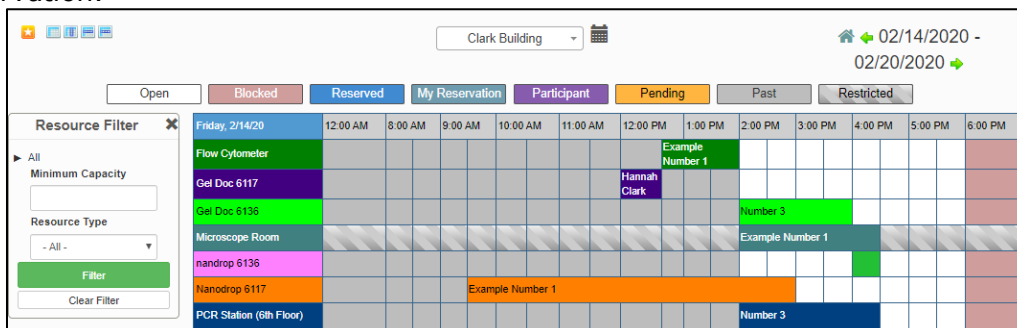 Clark Building
02/14/2020 -
02/20/2020
Open Blocked Reserved My Reservation Participant Pending Past Restricted
Resource Filter
All
Minimum Capacity
Resource Type
- All -
Filter
Clear Filter
Friday, 2/14/20 12:00 AM 8:00 AM 9:00 AM 10:00 AM 11:00 AM 12:00 PM 1:00 PM 2:00 PM 3:00 PM 4:00 PM 5:00 PM 6:00 PM
Flow Cytometer Example
Number 1
Gel Doc 6117 Hannah
Clark
Gel Doc 6136 Number 3
Microscope Room Example Number 1
nandrop 6136
Nanodrop 6117 Example Number 1
PCR Station (6th Floor) Number 3